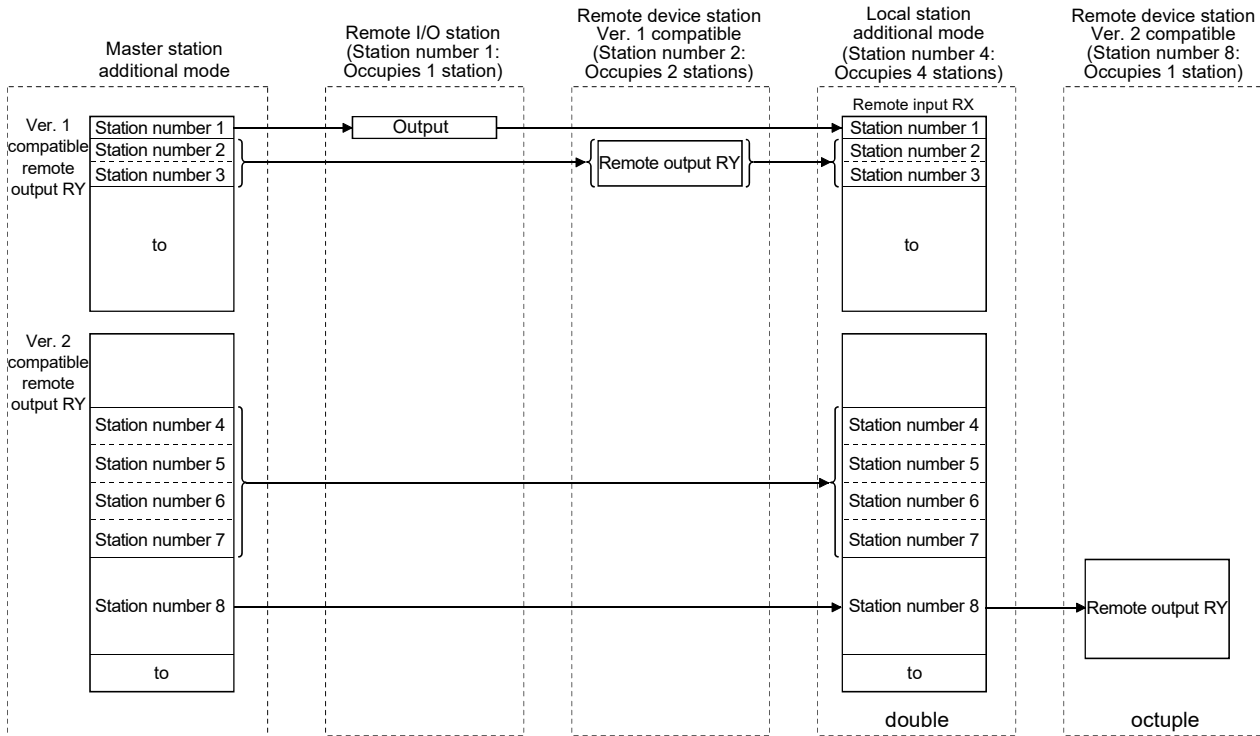 Master station
additional mode
Remote I/O station
(Station number 1:
Occupies 1 station)
Remote device station
Ver. 1 compatible
(Station number 2:
Occupies 2 stations)
Local station
additional mode
(Station number 4:
Occupies 4 stations)
Remote device station
Ver. 2 compatible
(Station number 8:
Occupies 1 station)
Ver. 1
compatible
remote
output RY
Station number 1
Station number 2
Station number 3
to
Output
Remote output RY
Remote input RX
Station number 1
Station number 2
Station number 3
to
Ver. 2
compatible
remote
output RY
Station number 4
Station number 5
Station number 6
Station number 7
Station number 8
to
Station number 4
Station number 5
Station number 6
Station number 7
Station number 8
to
Remote output RY
double
octuple